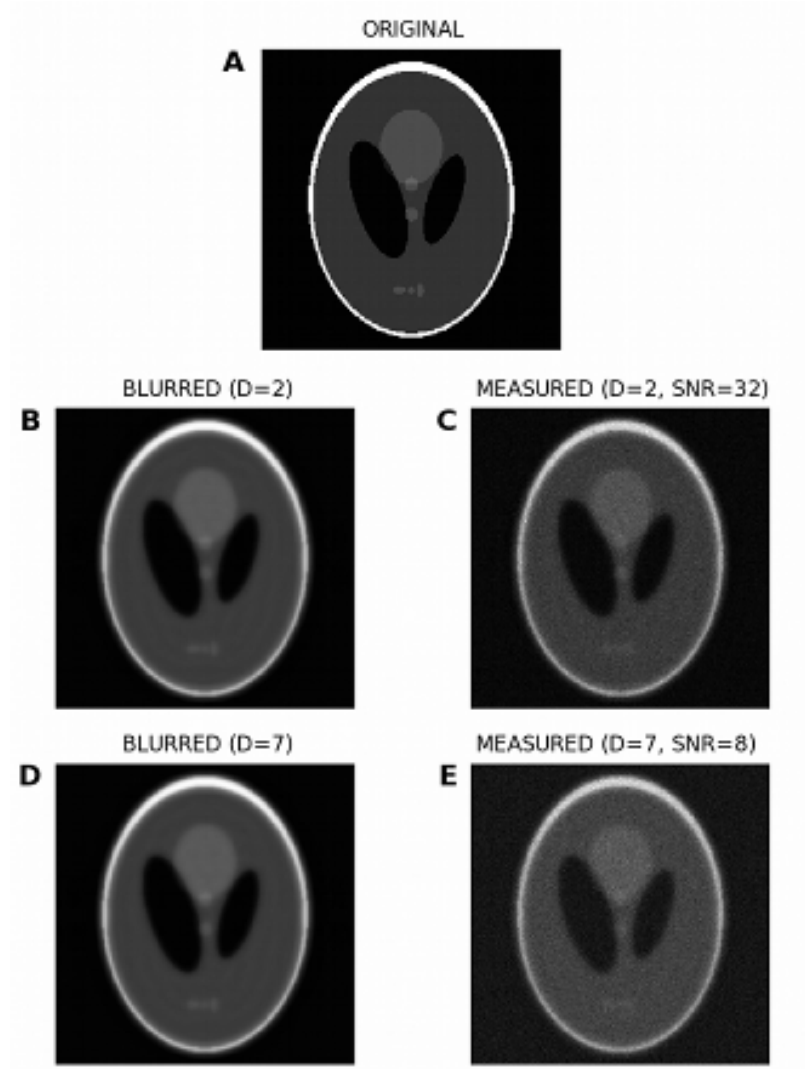 ORIGINAL
A
BLURRED (D=2)
MEASURED (D=2, SNR=32)
B
C
BLURRED (D=7)
MEASURED (D=7, SNR=8)
D
E